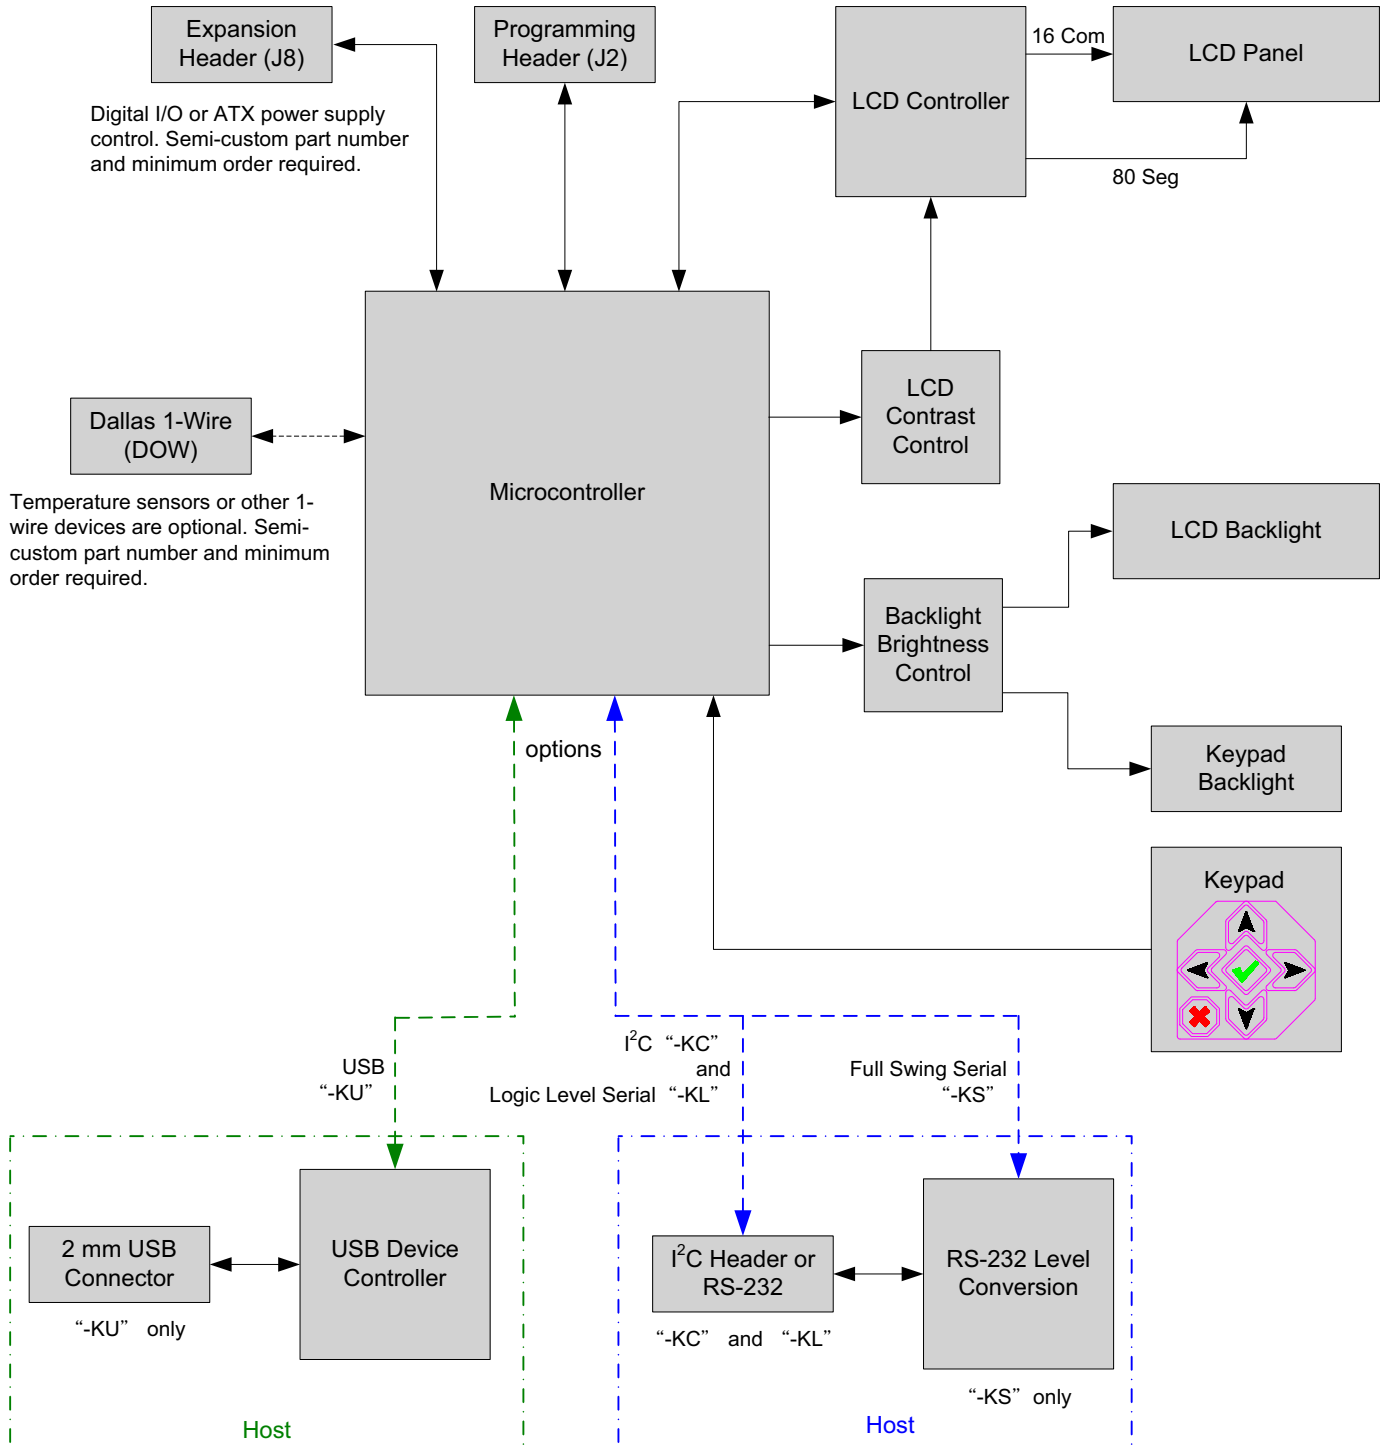 Expansion
Header (J8)
Programming
Header (J2)
16 Com
LCD Panel
LCD Controller
80 Seg
Digital I/O or ATX power supply
control. Semi-custom part number
and minimum order required.
LCD
Contrast
Control
Dallas 1-Wire
(DOW)
Microcontroller
Temperature sensors or other 1-
wire devices are optional. Semi-
custom part number and minimum
order required.
LCD Backlight
Backlight
Brightness
Control
options
Keypad
Backlight
Keypad
USB
“-KU”
I²C “-KC”
and
Logic Level Serial “-KL”
Full Swing Serial
“-KS”
2 mm USB
Connector
USB Device
Controller
“-KU” only
I²C Header or
RS-232
RS-232 Level
Conversion
“-KC” and “-KL”
“-KS” only
Host
Host